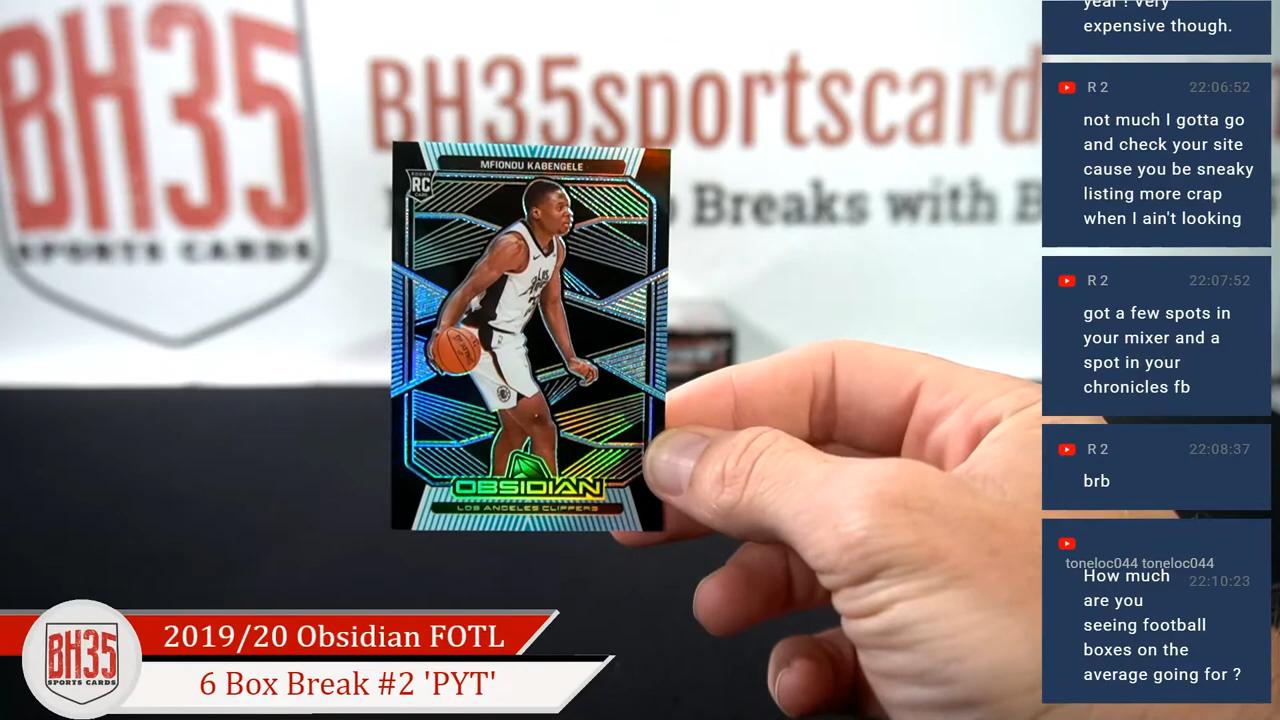 BH35
SPORTS CARDS
BH35sportscard
Breaks with B
MFIONDU KABENGELE
ROOKIE
RC
CARD
OBSIDIAN
LOS ANGELES CLIPPERS
2019/20 Obsidian FOTL
6 Box Break #2 'PYT'
BH35
SPORTS CARDS
expensive though.
R 2 22:06:52
not much I gotta go
and check your site
cause you be sneaky
listing more crap
when I ain't looking
R 2 22:07:52
got a few spots in
your mixer and a
spot in your
chronicles fb
R 2 22:08:37
brb
toneloc044 toneloc044
How much 22:10:23
are you
seeing football
boxes on the
average going for ?